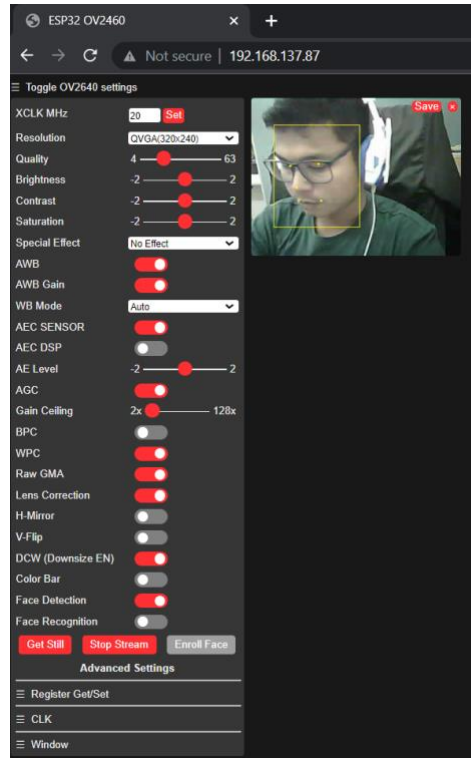 ESP32 OV2460
Not secure | 192.168.137.87
Toggle OV2640 settings
Save
XCLK MHz 20 Set
Resolution QVGA(320x240)
Quality 4 63
Brightness -2 2
Contrast -2 2
Saturation -2 2
Special Effect No Effect
AWB
AWB Gain
WB Mode Auto
AEC SENSOR
AEC DSP
AE Level -2 2
AGC
Gain Ceiling 2x 128x
BPC
WPC
Raw GMA
Lens Correction
H-Mirror
V-Flip
DCW (Downsize EN)
Color Bar
Face Detection
Face Recognition
Get Still Stop Stream Enroll Face
Advanced Settings
Register Get/Set
CLK
Window